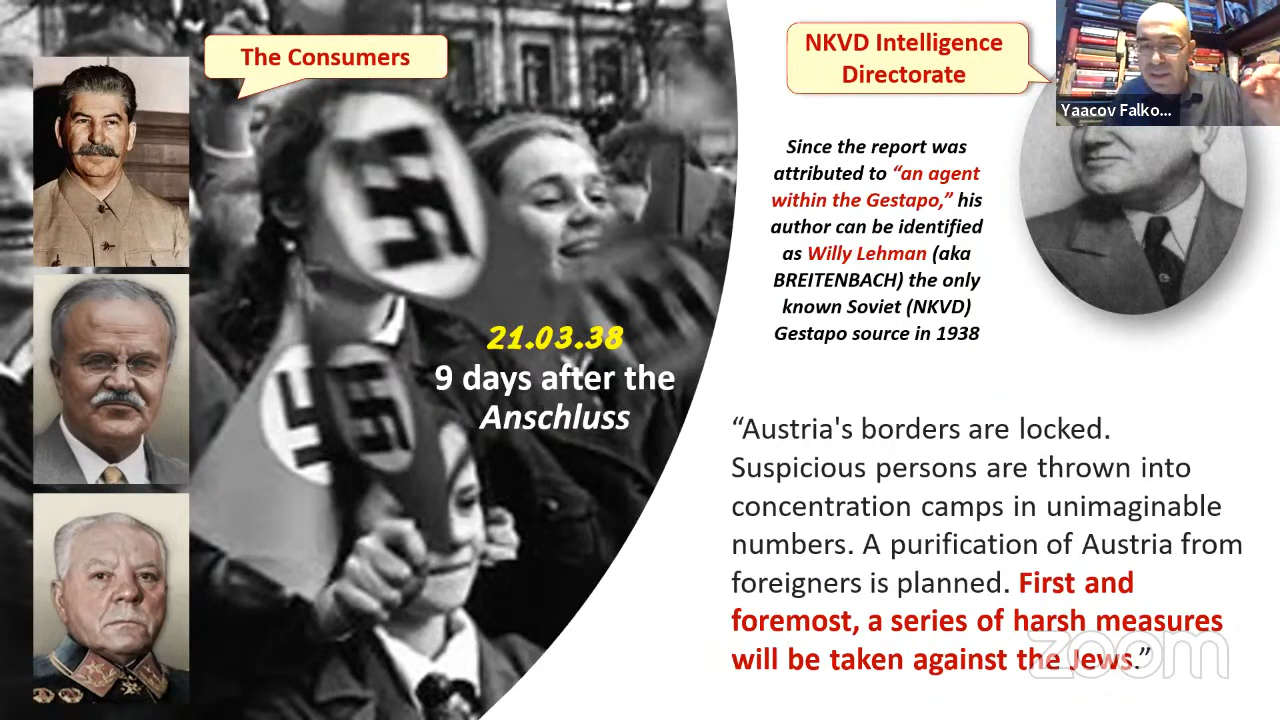 The Consumers
NKVD Intelligence
Directorate
Yaacov Falko...
Since the report was
attributed to “an agent
within the Gestapo,” his
author can be identified
as Willy Lehman (aka
BREITENBACH) the only
known Soviet (NKVD)
Gestapo source in 1938
21.03.38
9 days after the
Anschluss
“Austria's borders are locked.
Suspicious persons are thrown into
concentration camps in unimaginable
numbers. A purification of Austria from
foreigners is planned. First and
foremost, a series of harsh measures
will be taken against the Jews.”
zoom